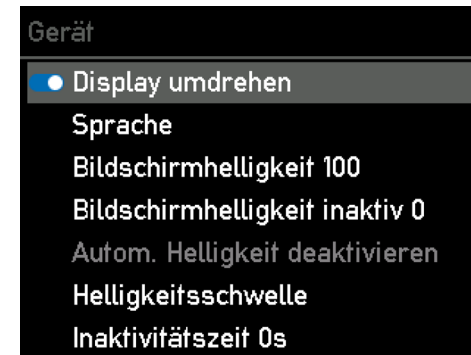 Gerät
Display umdrehen
Sprache
Bildschirmhelligkeit 100
Bildschirmhelligkeit inaktiv 0
Autom. Helligkeit deaktivieren
Helligkeitsschwelle
Inaktivitätszeit 0s